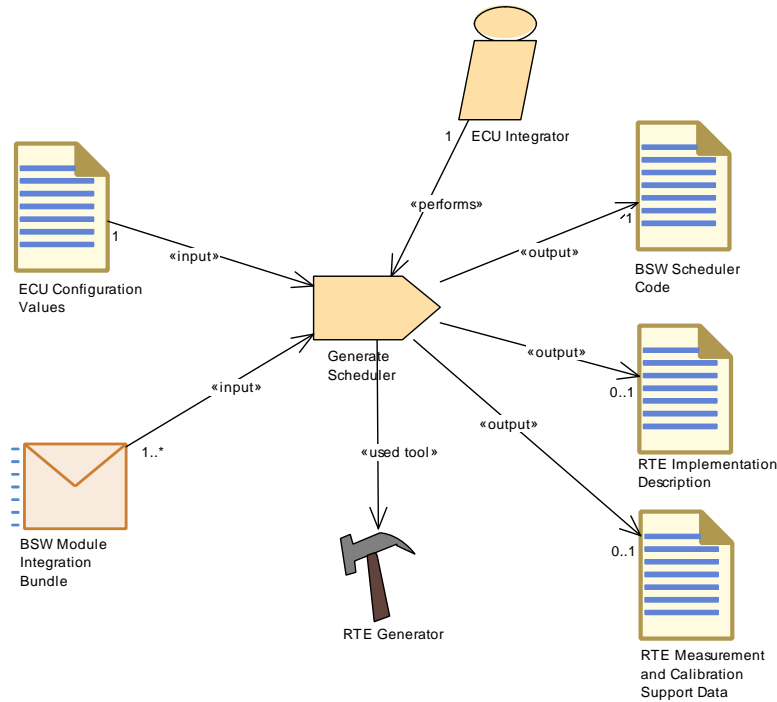 1
ECU Integrator
«performs»
1
ECU Configuration
Values
«input»
1
BSW Scheduler
Code
«output»
Generate
Scheduler
«input»
1..*
BSW Module
Integration
Bundle
«output»
0..1
RTE Implementation
Description
«used tool»
RTE Generator
«output»
0..1
RTE Measurement
and Calibration
Support Data